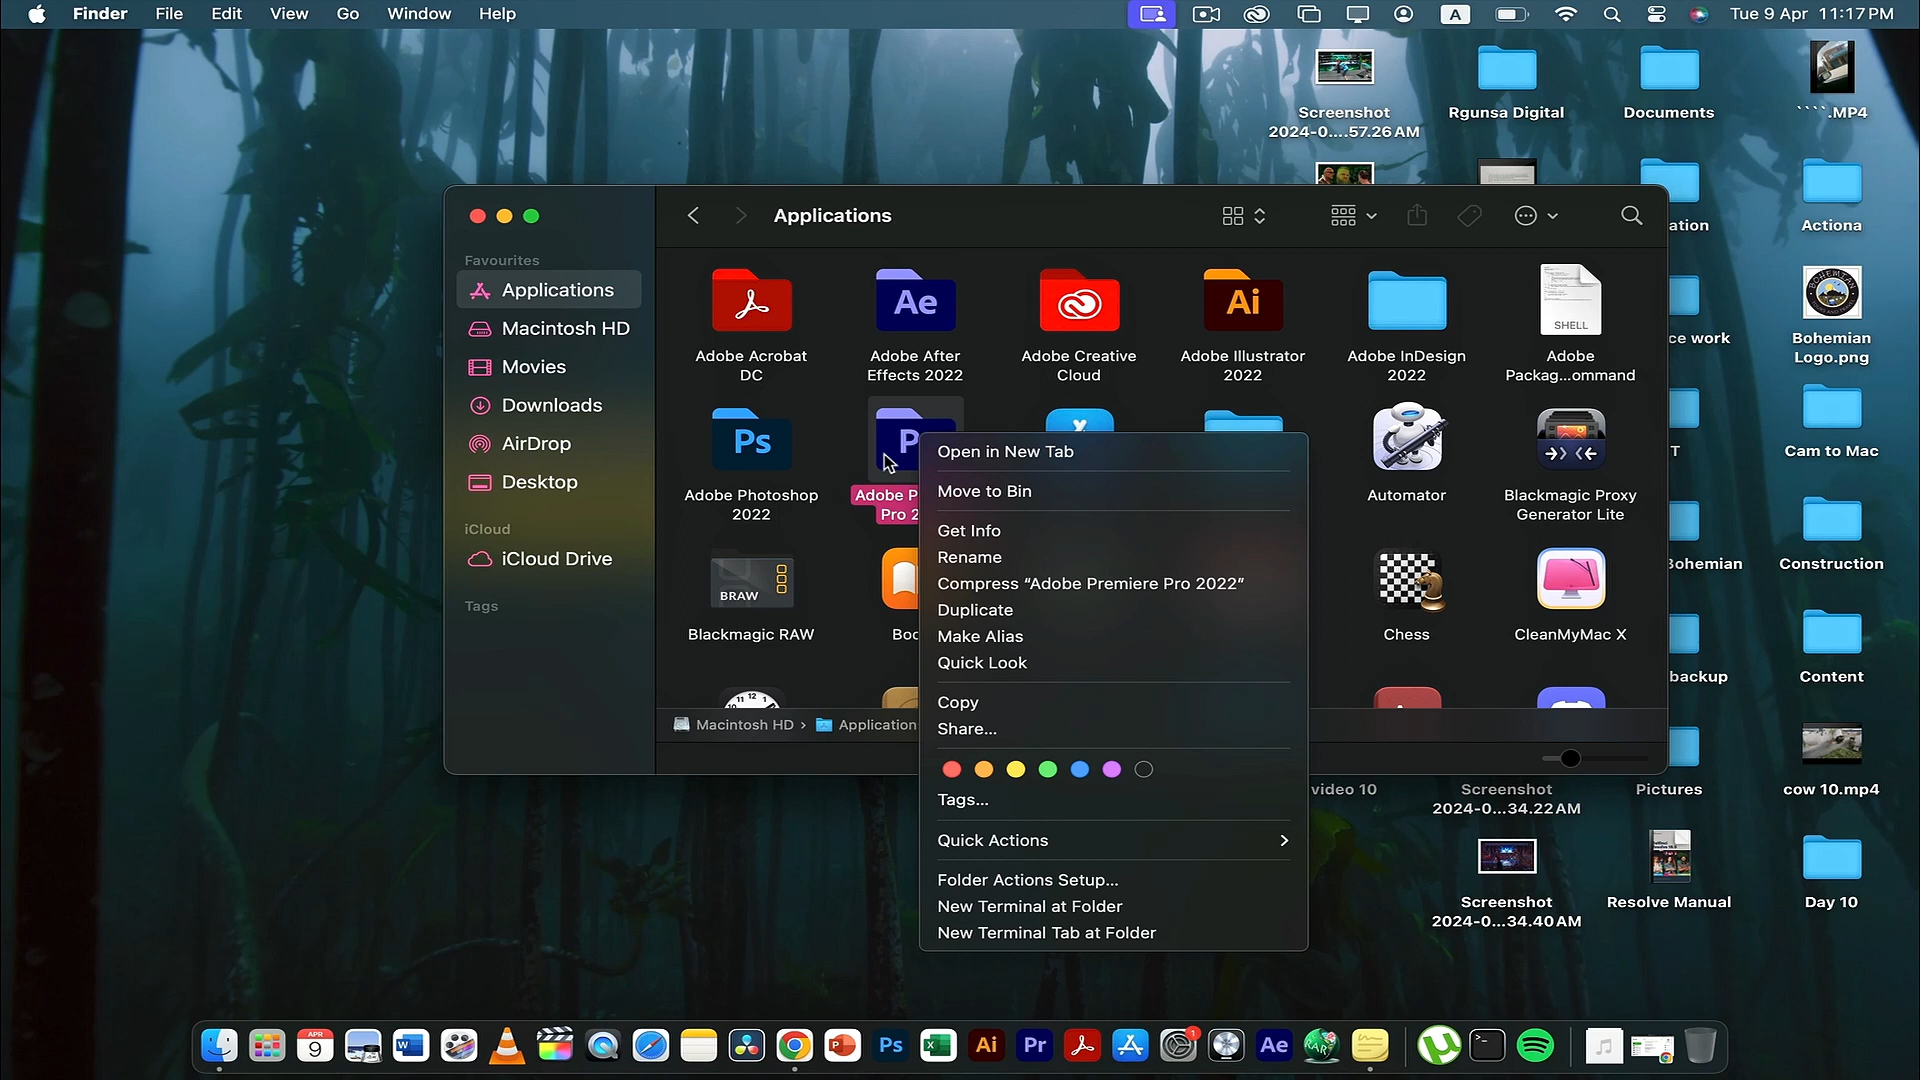 Finder File Edit View Go Window Help
A
Tue 9 Apr 11:17 PM
Screenshot
2024-0....57.26 AM
Rgunsa Digital
Documents
````.MP4
Applications
Favourites
Applications
Macintosh HD
Movies
Downloads
AirDrop
Desktop
iCloud
iCloud Drive
Tags
Adobe Acrobat
DC
Ae
Adobe After
Effects 2022
Adobe Creative
Cloud
Ai
Adobe Illustrator
2022
Adobe InDesign
2022
SHELL
Adobe
Packag...ommand
Ps
Adobe Photoshop
2022
P
Adobe P
Pro 2
Automator
Blackmagic Proxy
Generator Lite
BRAW
Blackmagic RAW
Boo
Chess
CleanMyMac X
Macintosh HD › Application
Open in New Tab
Move to Bin
Get Info
Rename
Compress “Adobe Premiere Pro 2022”
Duplicate
Make Alias
Quick Look
Copy
Share...
Tags...
Quick Actions
Folder Actions Setup...
New Terminal at Folder
New Terminal Tab at Folder
ation
Actiona
ce work
BOHEMIAN
Bohemian
Logo.png
T
Cam to Mac
Bohemian
Construction
backup
Content
video 10
Screenshot
2024-0...34.22 AM
Pictures
cow 10.mp4
Screenshot
2024-0...34.40 AM
Resolve Manual
Day 10
APR
9
W
P
Ps
X
Ai
Pr
1
Ae